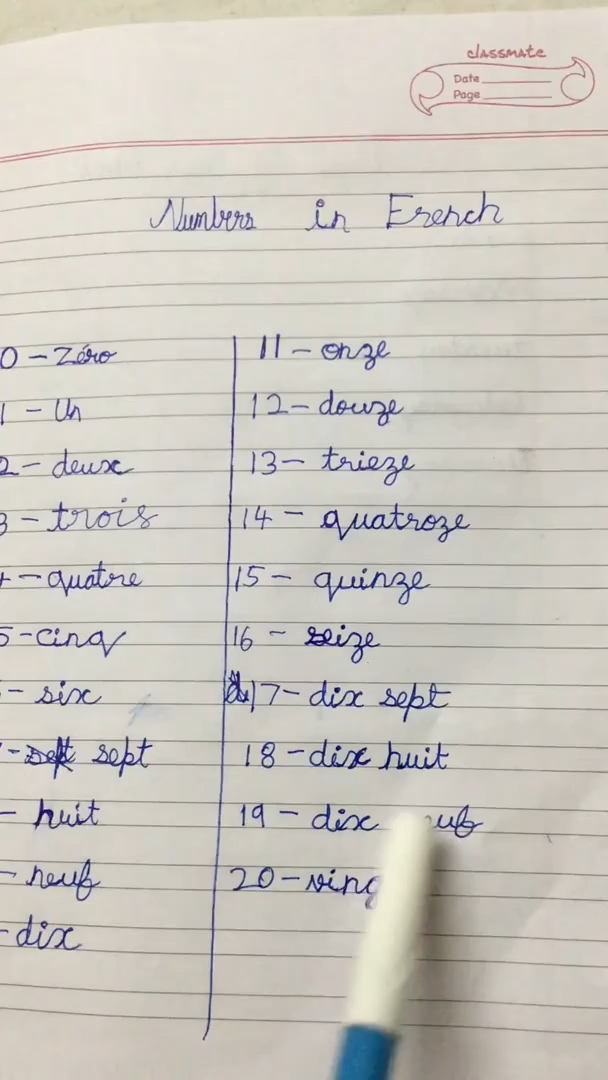 classmate
Date
Page
Numbers in French
0 - Zéro
1 - Un
2 - deux
3 - trois
4 - quatre
5 - cinq
- six
- sept
- huit
- neuf
- dix
11 - onze
12 - douze
13 - trieze
14 - quatroze
15 - quinze
16 - seize
17 - dix sept
18 - dix huit
19 - dix
20 -